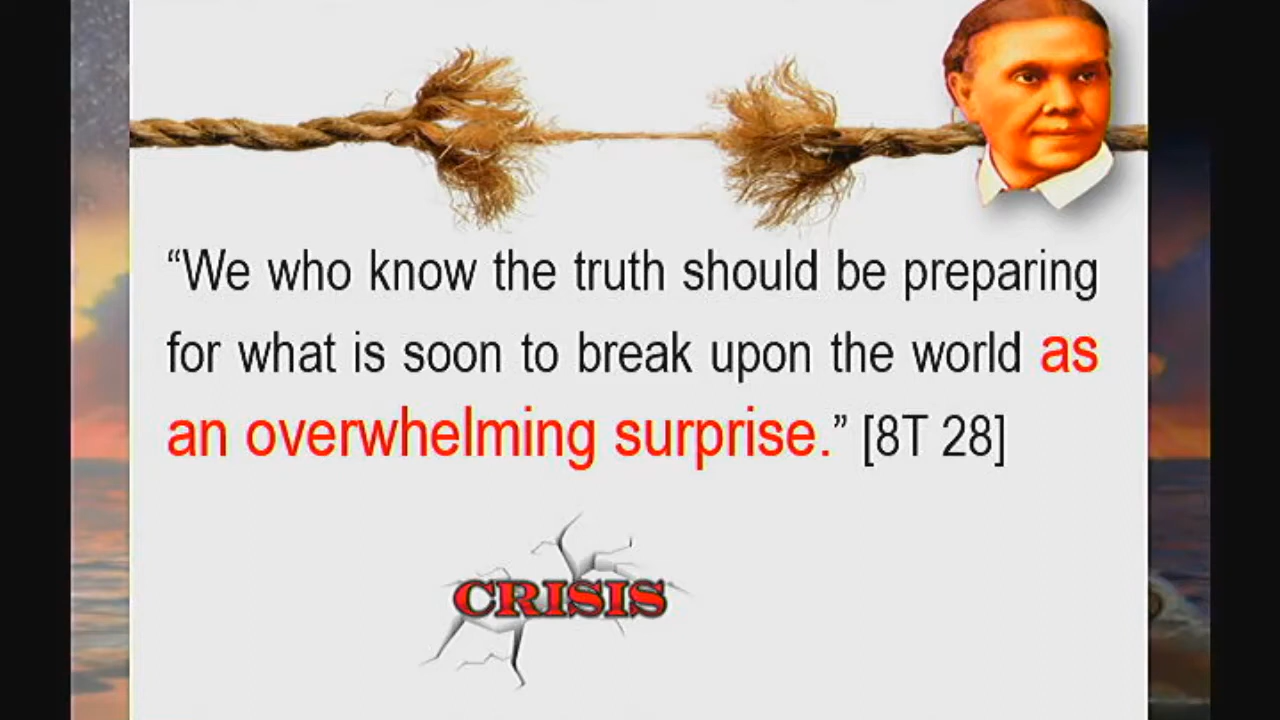 “We who know the truth should be preparing
for what is soon to break upon the world as
an overwhelming surprise.” [8T 28]
CRISIS